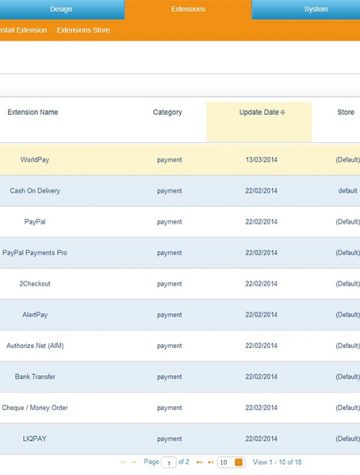 Design Extensions System
nstall Extension Extensions Store
Extension Name Category Update Date Store
WorldPay payment 13/03/2014 (Default)
Cash On Delivery payment 22/02/2014 default
PayPal payment 22/02/2014 (Default)
PayPal Payments Pro payment 22/02/2014 (Default)
2Checkout payment 22/02/2014 (Default)
AlertPay payment 22/02/2014 (Default)
Authorize.Net (AIM) payment 22/02/2014 (Default)
Bank Transfer payment 22/02/2014 (Default)
Cheque / Money Order payment 22/02/2014 (Default)
LIQPAY payment 22/02/2014 (Default)
Page 1 of 2 10 View 1 - 10 of 18